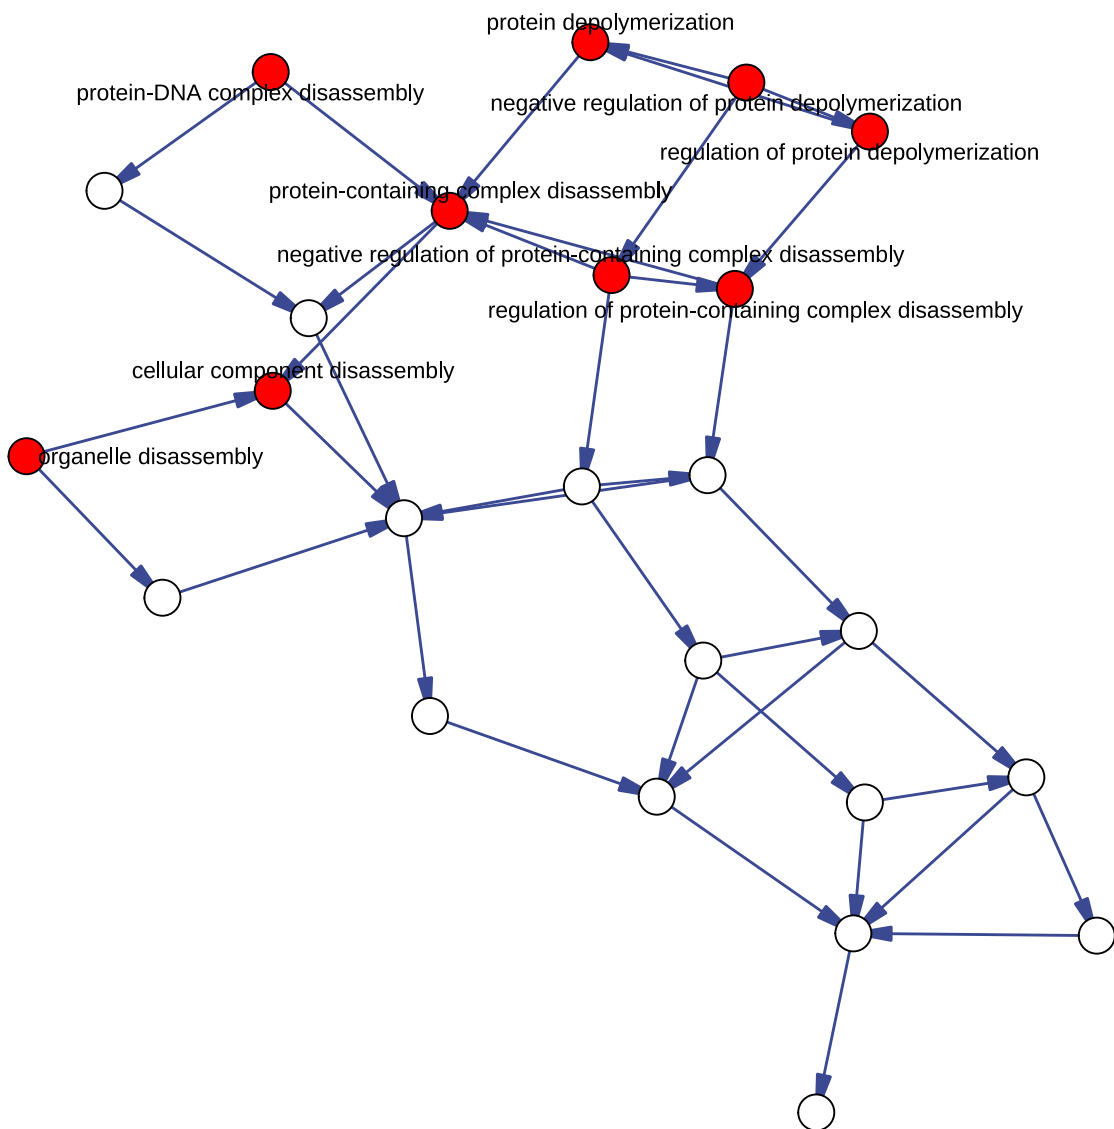 protein depolymerization
protein-DNA complex disassembly
negative regulation of protein depolymerization
regulation of protein depolymerization
protein-containing complex disassembly
negative regulation of protein-containing complex disassembly
regulation of protein-containing complex disassembly
cellular component disassembly
organelle disassembly